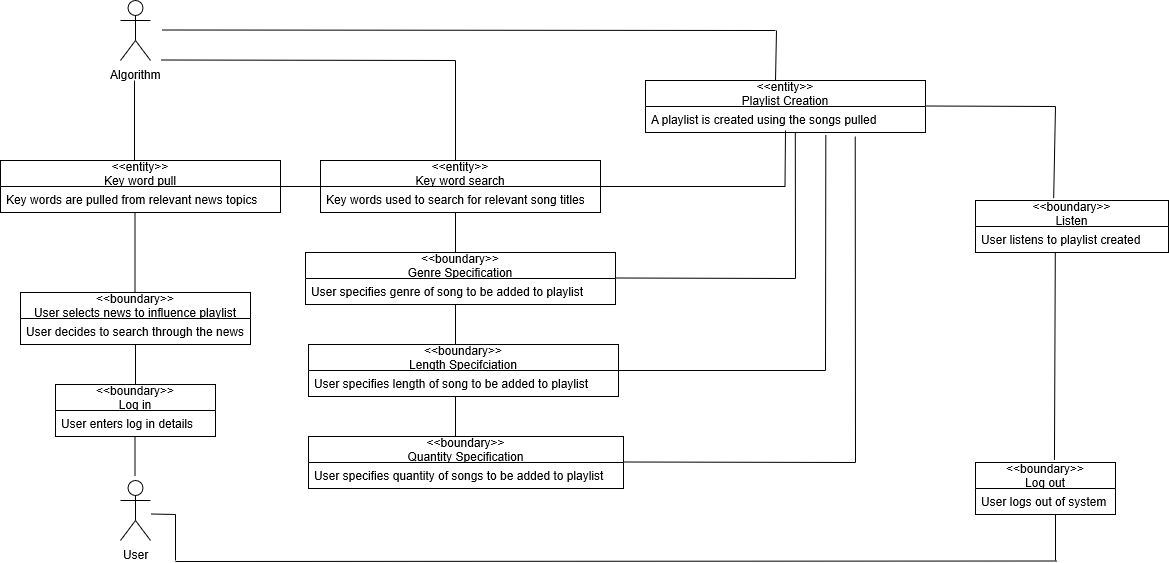 Algorithm
<<entity>>
Playlist Creation
A playlist is created using the songs pulled
<<entity>>
Key word pull
Key words are pulled from relevant news topics
<<entity>>
Key word search
Key words used to search for relevant song titles
<<boundary>>
Listen
User listens to playlist created
<<boundary>>
Genre Specification
User specifies genre of song to be added to playlist
<<boundary>>
User selects news to influence playlist
User decides to search through the news
<<boundary>>
Length Specifciation
User specifies length of song to be added to playlist
<<boundary>>
Log in
User enters log in details
<<boundary>>
Quantity Specification
User specifies quantity of songs to be added to playlist
<<boundary>>
Log out
User logs out of system
User